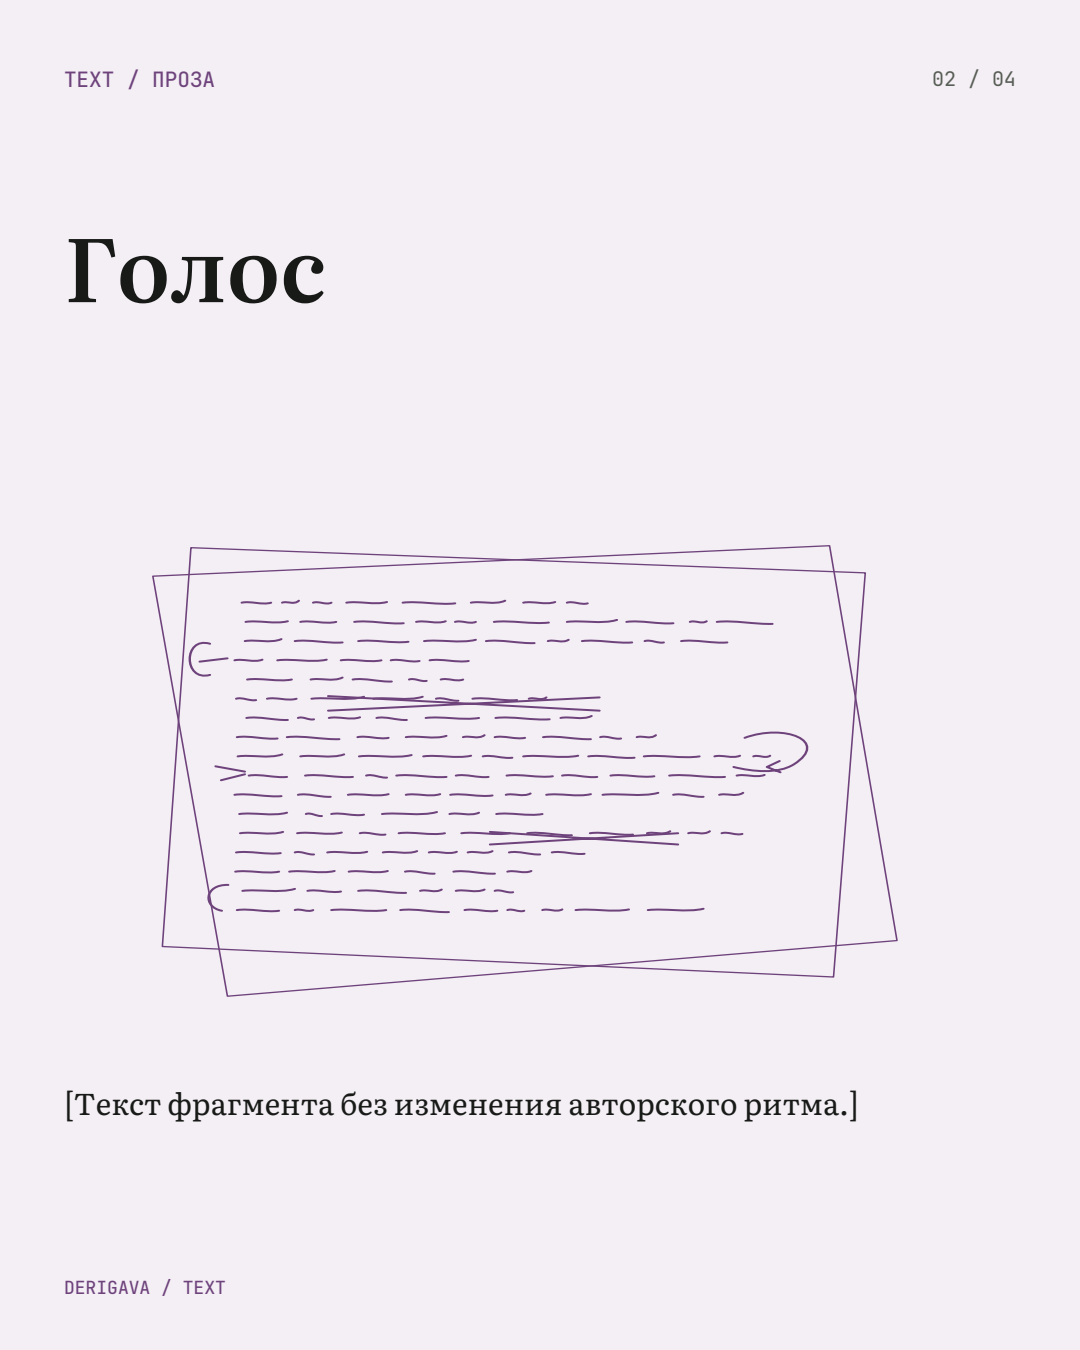 TEXT / ПРОЗА
02 / 04
Голос
[Текст фрагмента без изменения авторского ритма.]
DERIGAVA / TEXT